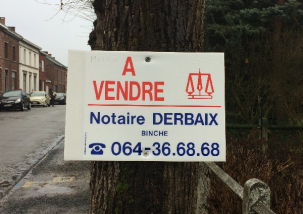 A
VENDRE
Notaire DERBAIX
BINCHE
064-36.68.68